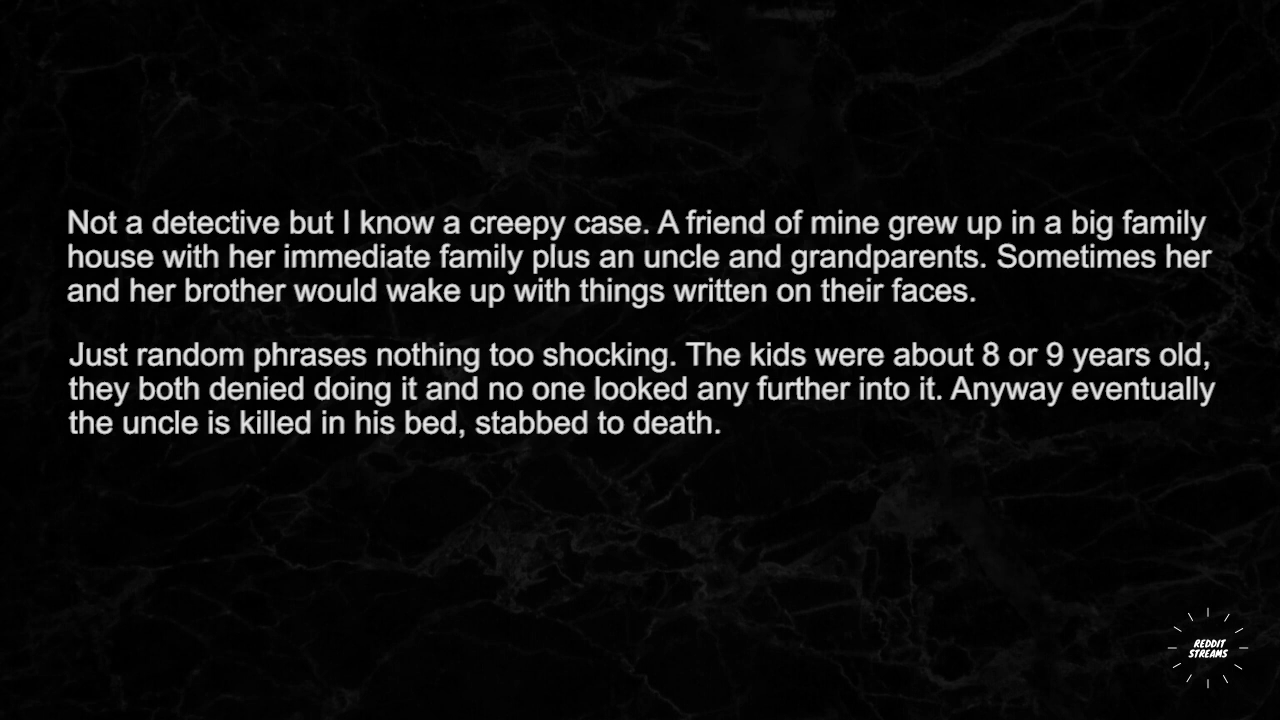 Not a detective but I know a creepy case. A friend of mine grew up in a big family
house with her immediate family plus an uncle and grandparents. Sometimes her
and her brother would wake up with things written on their faces.
Just random phrases nothing too shocking. The kids were about 8 or 9 years old,
they both denied doing it and no one looked any further into it. Anyway eventually
the uncle is killed in his bed, stabbed to death.
REDDIT
STREAMS